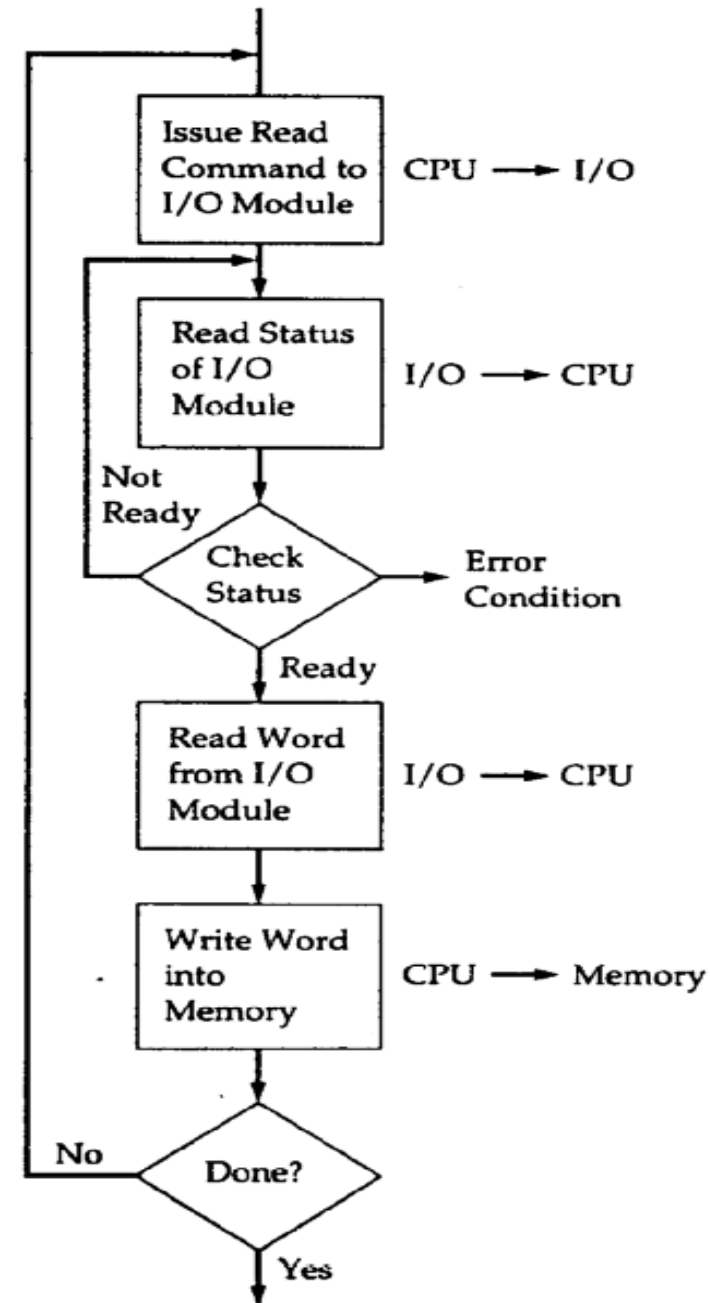 Issue Read
Command to
I/O Module
CPU → I/O
Read Status
of I/O
Module
I/O → CPU
Not
Ready
Check
Status
Error
Condition
Ready
Read Word
from I/O
Module
I/O → CPU
Write Word
into
Memory
CPU → Memory
No
Done?
Yes